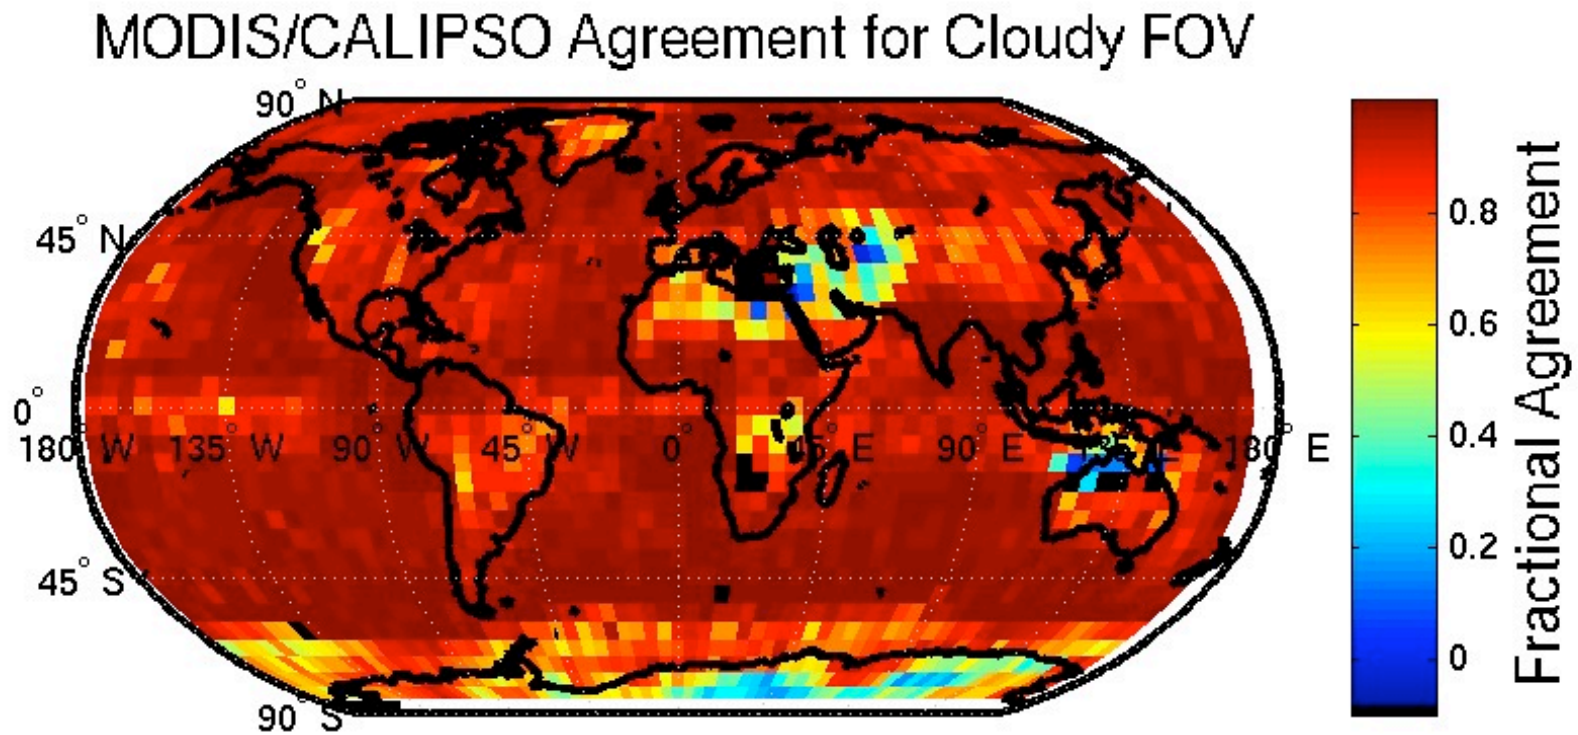 MODIS/CALIPSO Agreement for Cloudy FOV
90° N
45° N
0°
180° W 135° W 90° W 45° W 0° 45° E 90° E 135° E 180° E
45° S
90° S
0.8
0.6
0.4
0.2
0
Fractional Agreement